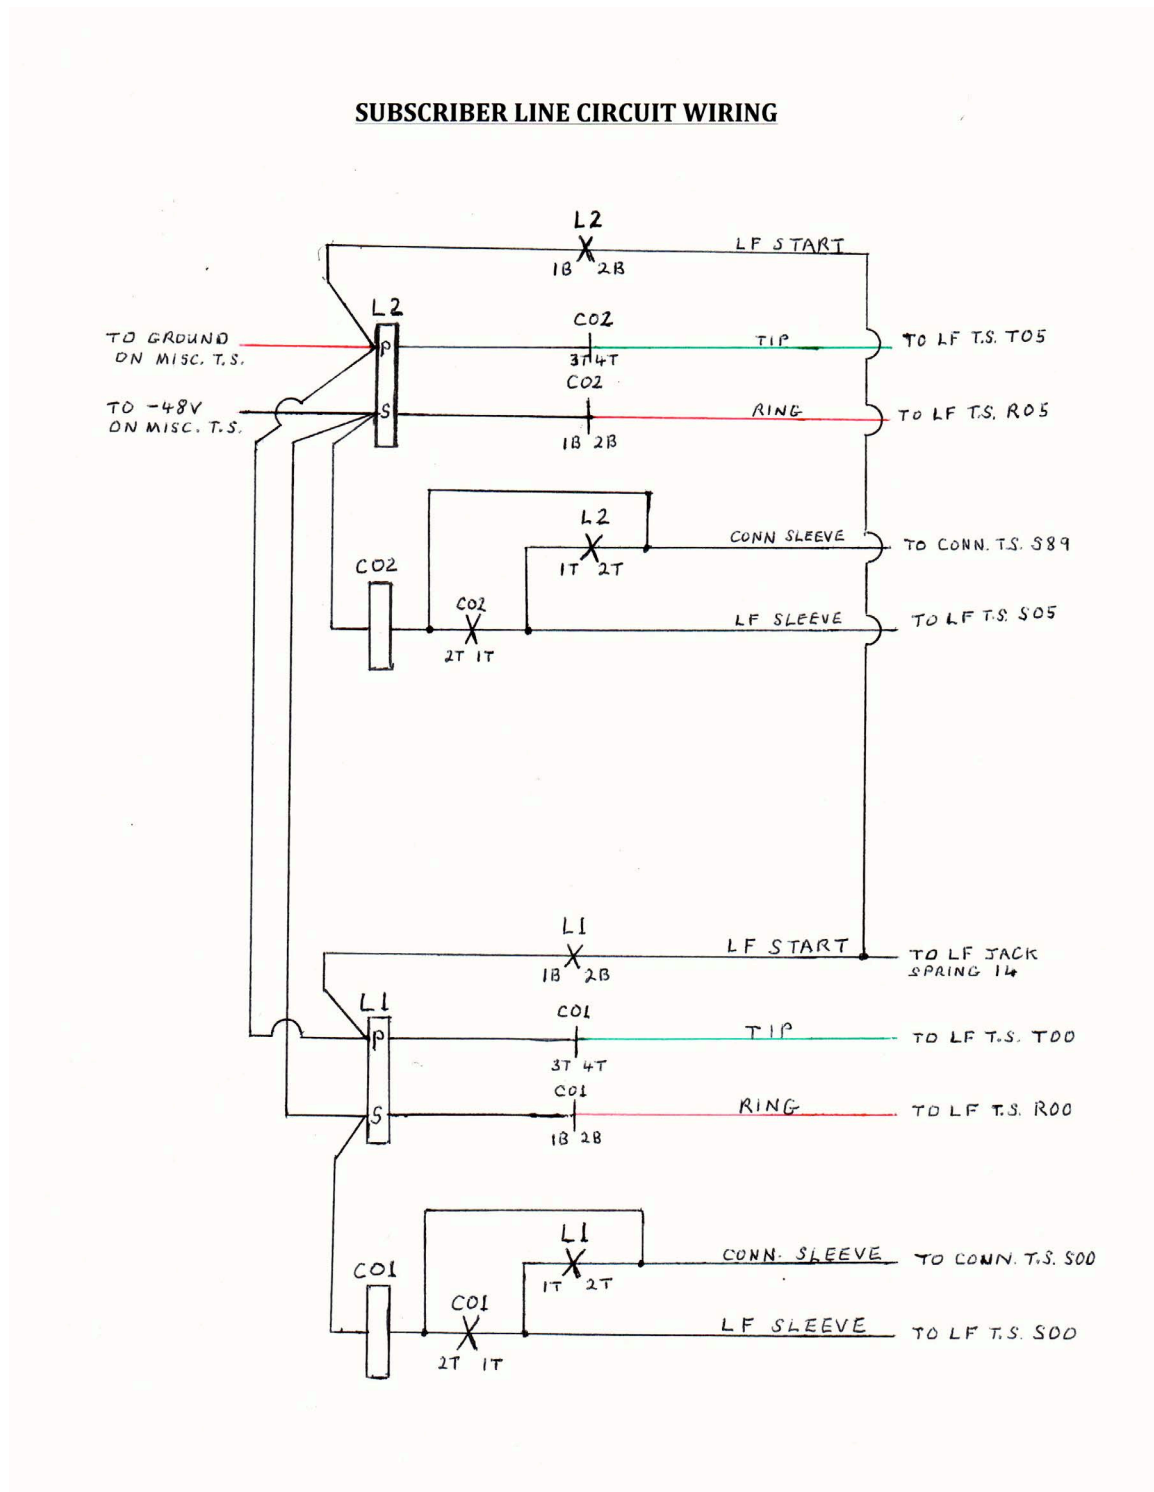 SUBSCRIBER LINE CIRCUIT WIRING
L2
LF START
1B 2B
L2
CO2
TO GROUND
ON MISC. T.S.
P
3T 4T
TIP
TO LF T.S. T05
CO2
TO -48V
ON MISC. T.S.
S
1B 2B
RING
TO LF T.S. R05
L2
1T 2T
CONN SLEEVE
TO CONN. T.S. S89
CO2
CO2
2T 1T
LF SLEEVE
TO LF T.S. S05
L1
1B 2B
LF START
TO LF JACK
SPRING 14
L1
CO1
P
3T 4T
TIP
TO LF T.S. T00
CO1
S
1B 2B
RING
TO LF T.S. R00
L1
1T 2T
CONN. SLEEVE
TO CONN. T.S. S00
CO1
CO1
2T 1T
LF SLEEVE
TO LF T.S. S00